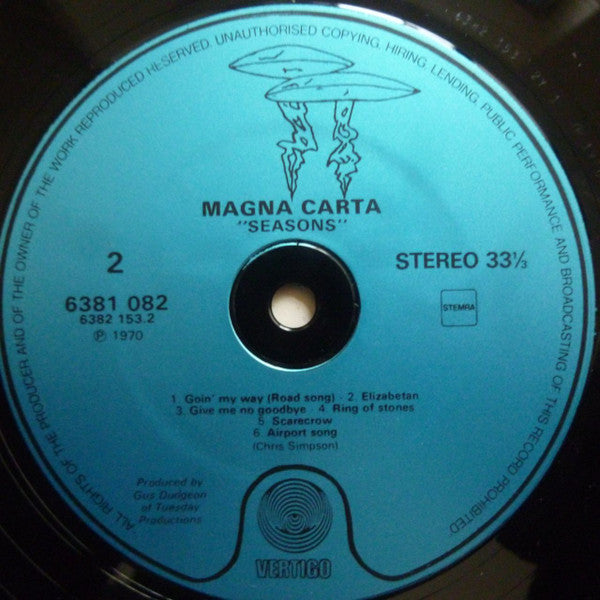 ALL RIGHTS OF THE PRODUCER AND OF THE OWNER OF THE WORK REPRODUCED RESERVED. UNAUTHORISED COPYING, HIRING, LENDING, PUBLIC PERFORMANCE AND BROADCASTING OF THIS RECORD PROHIBITED
MAGNA CARTA
"SEASONS"
2
STEREO 33⅓
6381 082
6382 153.2
℗ 1970
STEMRA
1. Goin' my way (Road song) - 2. Elizabetan
3. Give me no goodbye - 4. Ring of stones
5. Scarecrow
6. Airport song
(Chris Simpson)
Produced by
Gus Dudgeon
of Tuesday
Productions
VERTIGO